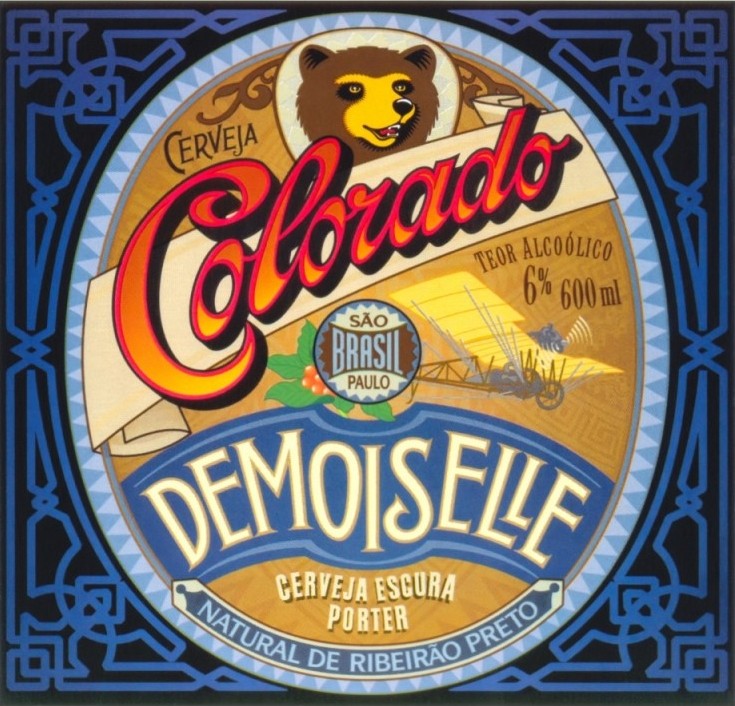 CERVEJA
Colorado
TEOR ALCOÓLICO
6% 600 ml
SÃO
BRASIL
PAULO
DEMOISELLE
CERVEJA ESCURA
PORTER
NATURAL DE RIBEIRÃO PRETO